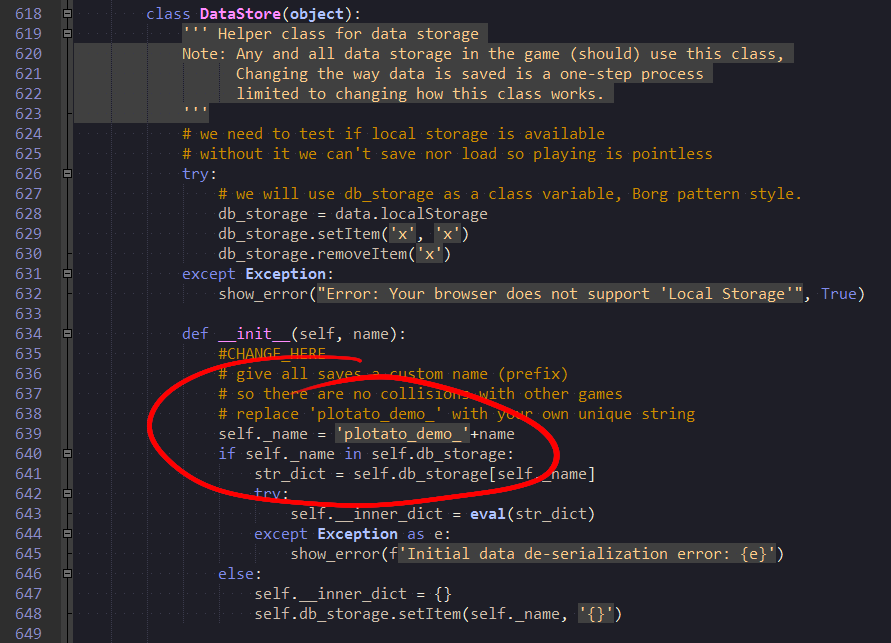 618 class DataStore(object):
619 ''' Helper class for data storage
620 Note: Any and all data storage in the game (should) use this class,
621 Changing the way data is saved is a one-step process
622 limited to changing how this class works.
623 '''
624 # we need to test if local storage is available
625 # without it we can't save nor load so playing is pointless
626 try:
627 # we will use db_storage as a class variable, Borg pattern style.
628 db_storage = data.localStorage
629 db_storage.setItem('x', 'x')
630 db_storage.removeItem('x')
631 except Exception:
632 show_error("Error: Your browser does not support 'Local Storage'", True)
633
634 def __init__(self, name):
635 #CHANGE_HERE
636 # give all saves a custom name (prefix)
637 # so there are no collisions with other games
638 # replace 'plotato_demo_' with your own unique string
639 self._name = 'plotato_demo_'+name
640 if self._name in self.db_storage:
641 str_dict = self.db_storage[self._name]
642 try:
643 self.__inner_dict = eval(str_dict)
644 except Exception as e:
645 show_error(f'Initial data de-serialization error: {e}')
646 else:
647 self.__inner_dict = {}
648 self.db_storage.setItem(self._name, '{}')
649